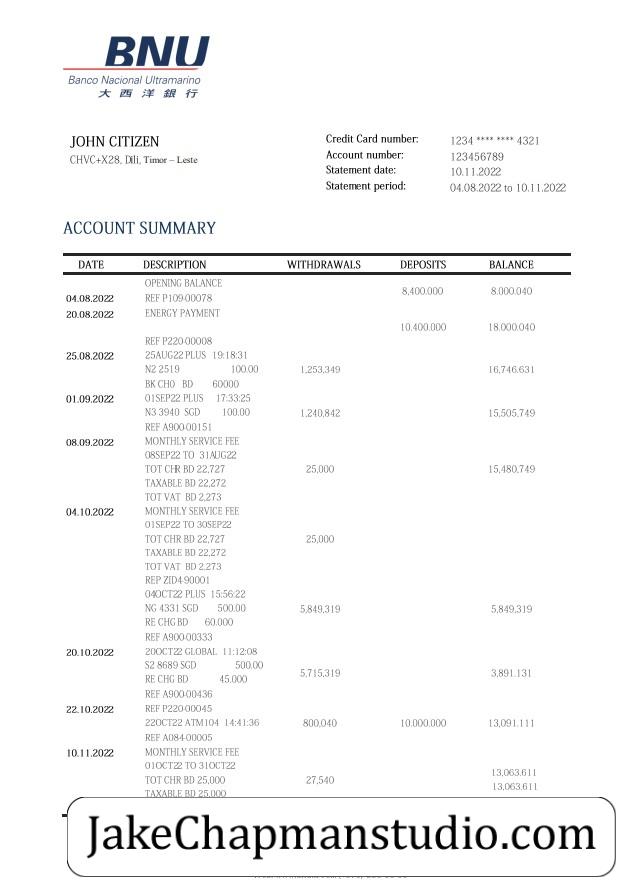 BNU
Banco Nacional Ultramarino
大西洋銀行
JOHN CITIZEN
CHVC+X28, Dili, Timor – Leste
Credit Card number: 1234 **** **** 4321
Account number: 123456789
Statement date: 10.11.2022
Statement period: 04.08.2022 to 10.11.2022
ACCOUNT SUMMARY
DATE DESCRIPTION WITHDRAWALS DEPOSITS BALANCE
OPENING BALANCE
8,400.000 8.000.040
04.08.2022 REF P109-00078
20.08.2022 ENERGY PAYMENT
10.400.000 18.000.040
REF P220-00008
25.08.2022 25AUG22 PLUS 19:18:31
N2 2519 100.00 1,253,349 16,746.631
BK CHO BD 60000
01.09.2022 01SEP22 PLUS 17:33:25
N3 3940 SGD 100.00 1,240,842 15,505,749
REF A900-00151
08.09.2022 MONTHLY SERVICE FEE
08SEP22 TO 31AUG22
TOT CHR BD 22,727 25,000 15,480,749
TAXABLE BD 22,272
TOT VAT BD 2,273
04.10.2022 MONTHLY SERVICE FEE
01SEP22 TO 30SEP22
TOT CHR BD 22,727 25,000
TAXABLE BD 22,272
TOT VAT BD 2,273
REP ZID4-90001
04OCT22 PLUS 15:56:22
NG 4331 SGD 500.00 5,849,319 5,849,319
RE CHG BD 60.000
REF A900-00333
20.10.2022 20OCT22 GLOBAL 11:12:08
S2 8689 SGD 500.00
5,715,319 3,891.131
RE CHG BD 45.000
REF A900-00436
22.10.2022 REF P220-00045
22OCT22 ATM104 14:41:36 800,040 10.000.000 13,091.111
REF A084-00005
10.11.2022 MONTHLY SERVICE FEE
01OCT22 TO 31OCT22
13,063.611
TOT CHR BD 25,000 27,540
13,063.611
TAXABLE BD 25,000
JakeChapmanstudio.com